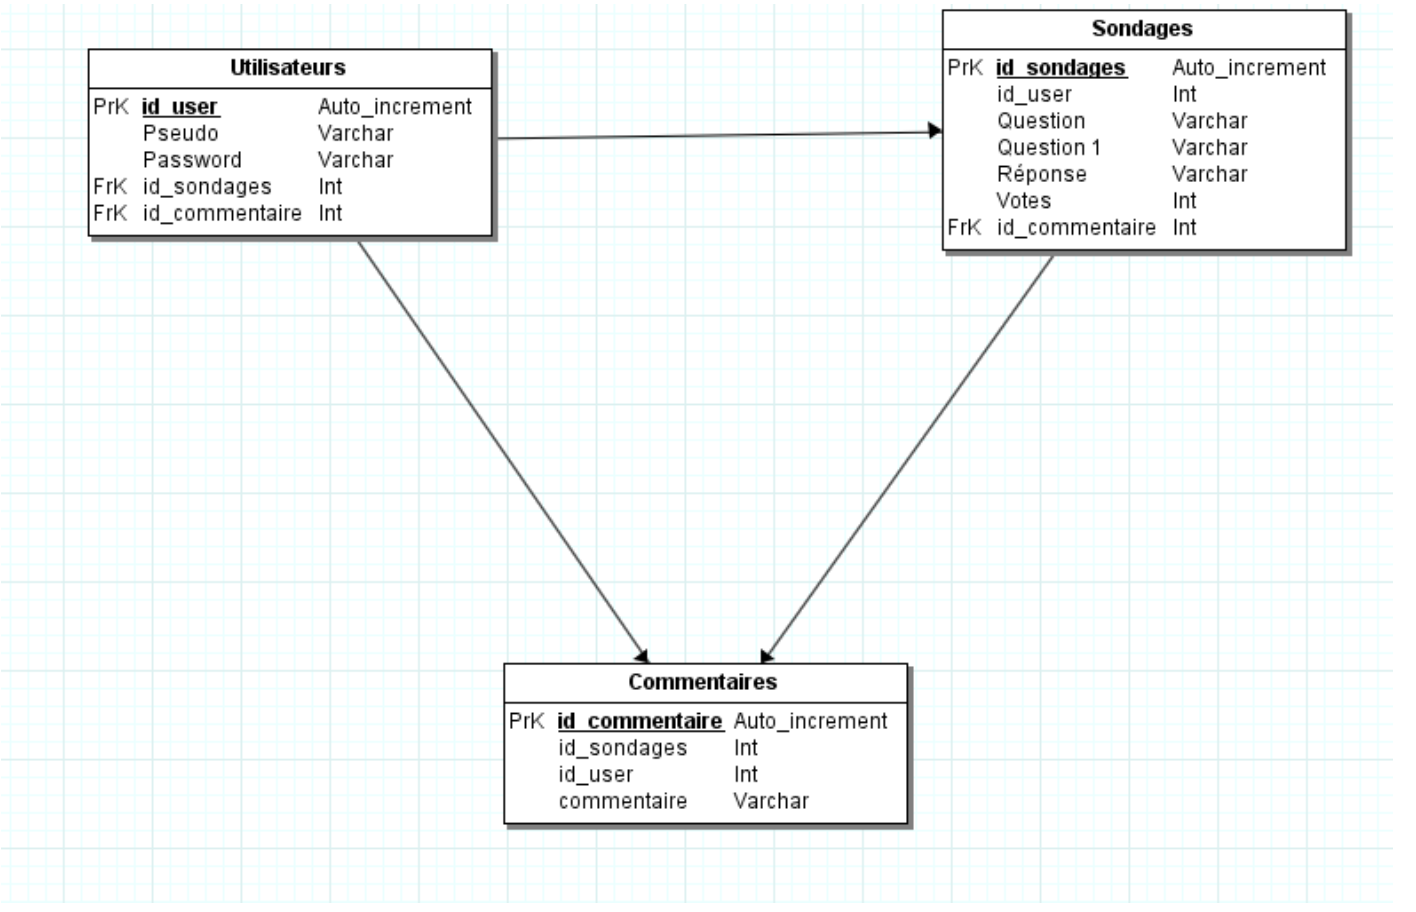 Utilisateurs
PrK id_user Auto_increment
Pseudo Varchar
Password Varchar
FrK id_sondages Int
FrK id_commentaire Int
Sondages
PrK id_sondages Auto_increment
id_user Int
Question Varchar
Question 1 Varchar
Réponse Varchar
Votes Int
FrK id_commentaire Int
Commentaires
PrK id_commentaire Auto_increment
id_sondages Int
id_user Int
commentaire Varchar